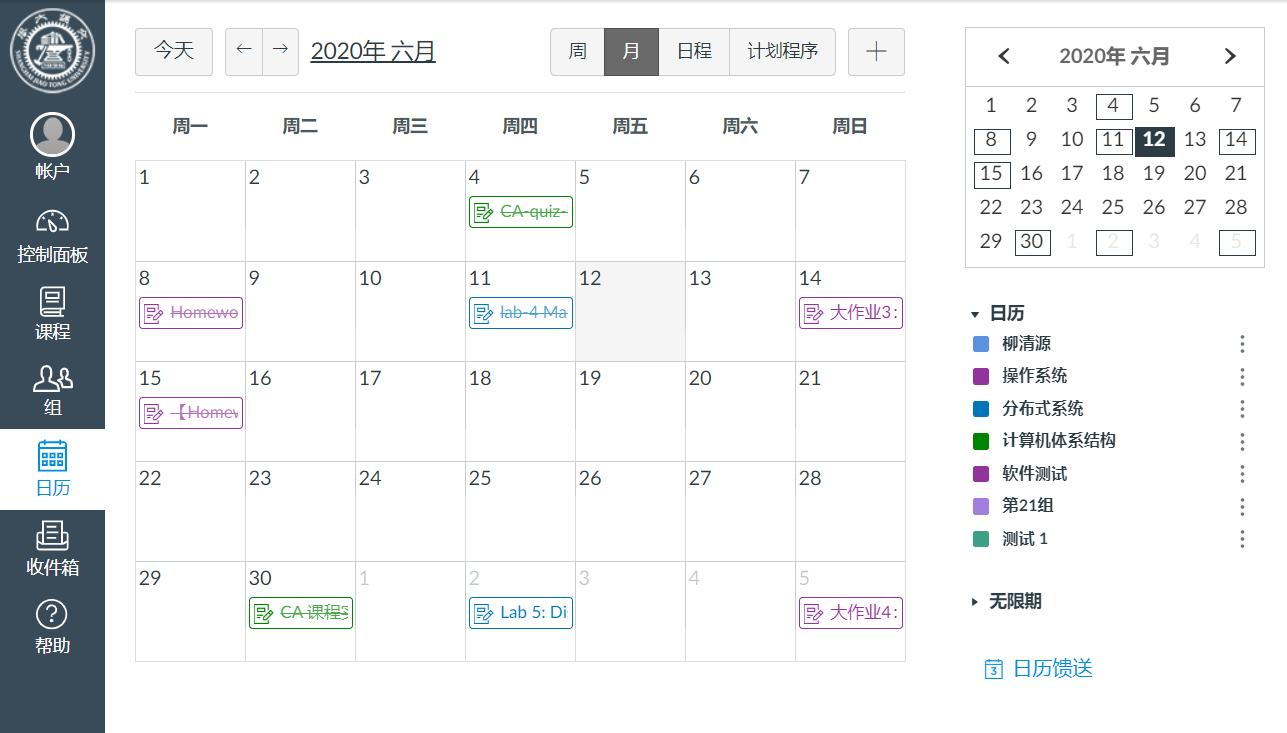 SHANGHAI JIAO TONG UNIVERSITY
帐户
控制面板
课程
组
日历
收件箱
帮助
今天 ← → 2020年 六月 周 月 日程 计划程序
周一 周二 周三 周四 周五 周六 周日
1 2 3 4 5 6 7
CA-quiz-
8 9 10 11 12 13 14
Homewo lab-4 Ma 大作业3:
15 16 17 18 19 20 21
【Homew
22 23 24 25 26 27 28
29 30 1 2 3 4 5
CA 课程 Lab 5: Di 大作业4:
2020年 六月
1 2 3 4 5 6 7
8 9 10 11 12 13 14
15 16 17 18 19 20 21
22 23 24 25 26 27 28
29 30 1 2 3 4 5
日历
柳清源
操作系统
分布式系统
计算机体系结构
软件测试
第21组
测试 1
无限期
3 日历馈送